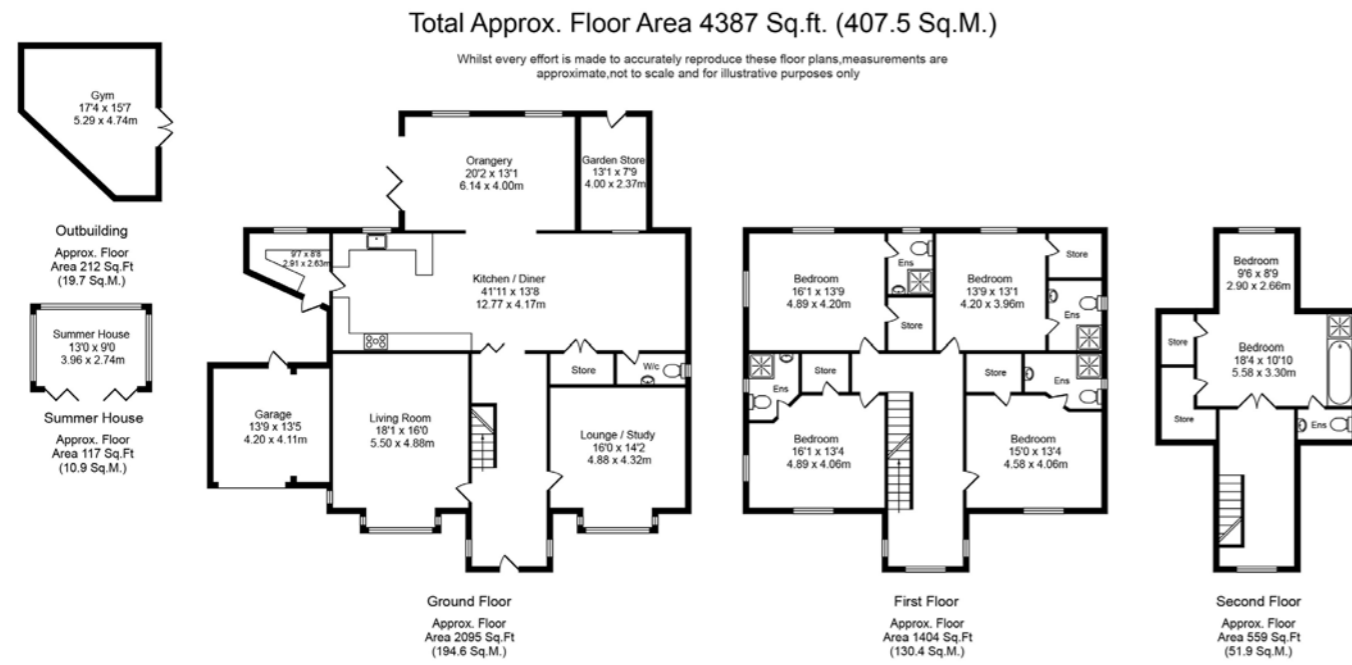 Total Approx. Floor Area 4387 Sq.ft. (407.5 Sq.M.)
Whilst every effort is made to accurately reproduce these floor plans,measurements are
approximate,not to scale and for illustrative purposes only
Gym
17'4 x 15'7
5.29 x 4.74m)
Outbuilding
Approx. Floor
Area 212 Sq.Ft
(19.7 Sq.M.)
Summer House
13'0 x 9'0
3.96 x 2.74m)
Summer House
Approx. Floor
Area 117 Sq.Ft
(10.9 Sq.M.)
Orangery
20'2 x 13'1
6.14 x 4.00m)
Garden Store
13'1 x 7'9
4.00 x 2.37m)
9'7 x 8'8
2.91 x 2.63m)
Kitchen / Diner
41'11 x 13'8
12.77 x 4.17m)
Store
W/c
Garage
13'9 x 13'5
4.20 x 4.11m)
Living Room
18'1 x 16'0
5.50 x 4.88m)
Lounge / Study
16'0 x 14'2
4.88 x 4.32m)
Ground Floor
Approx. Floor
Area 2095 Sq.Ft
(194.6 Sq.M.)
Bedroom
16'1 x 13'9
4.89 x 4.20m)
Ens
Store
Bedroom
13'9 x 13'1
4.20 x 3.96m)
Store
Ens
Ens
Store
Store
Ens
Bedroom
16'1 x 13'4
4.89 x 4.06m)
Bedroom
15'0 x 13'4
4.58 x 4.06m)
First Floor
Approx. Floor
Area 1404 Sq.Ft
(130.4 Sq.M.)
Bedroom
9'6 x 8'9
2.90 x 2.66m)
Store
Bedroom
18'4 x 10'10
5.58 x 3.30m)
Store
Ens
Second Floor
Approx. Floor
Area 559 Sq.Ft
(51.9 Sq.M.)